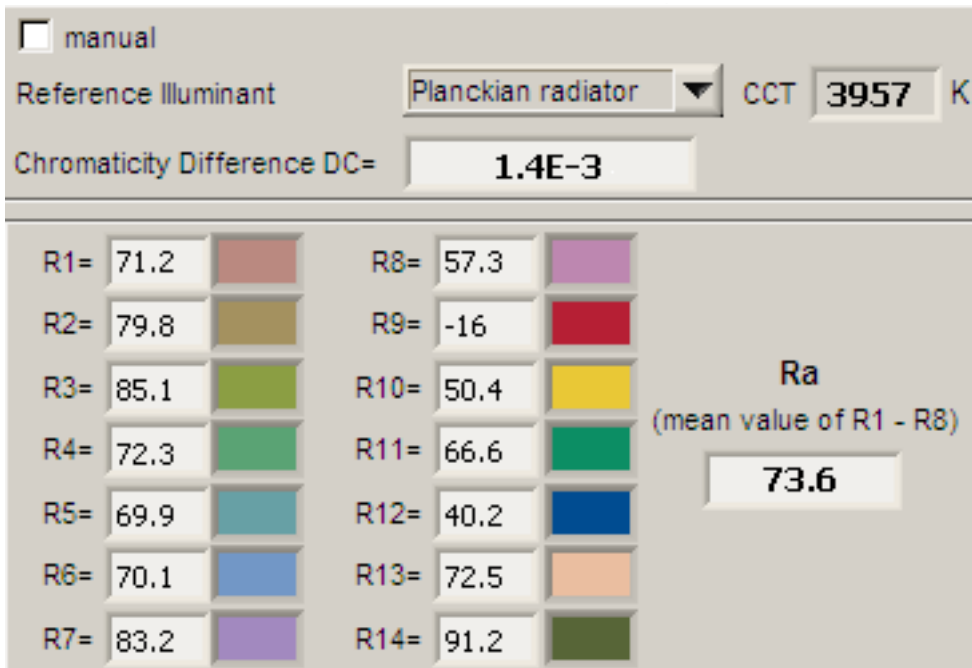 manual
Reference Illuminant Planckian radiator CCT 3957 K
Chromaticity Difference DC= 1.4E-3
R1= 71.2 R8= 57.3
R2= 79.8 R9= -16
R3= 85.1 R10= 50.4
R4= 72.3 R11= 66.6
R5= 69.9 R12= 40.2
R6= 70.1 R13= 72.5
R7= 83.2 R14= 91.2
Ra
(mean value of R1 - R8)
73.6